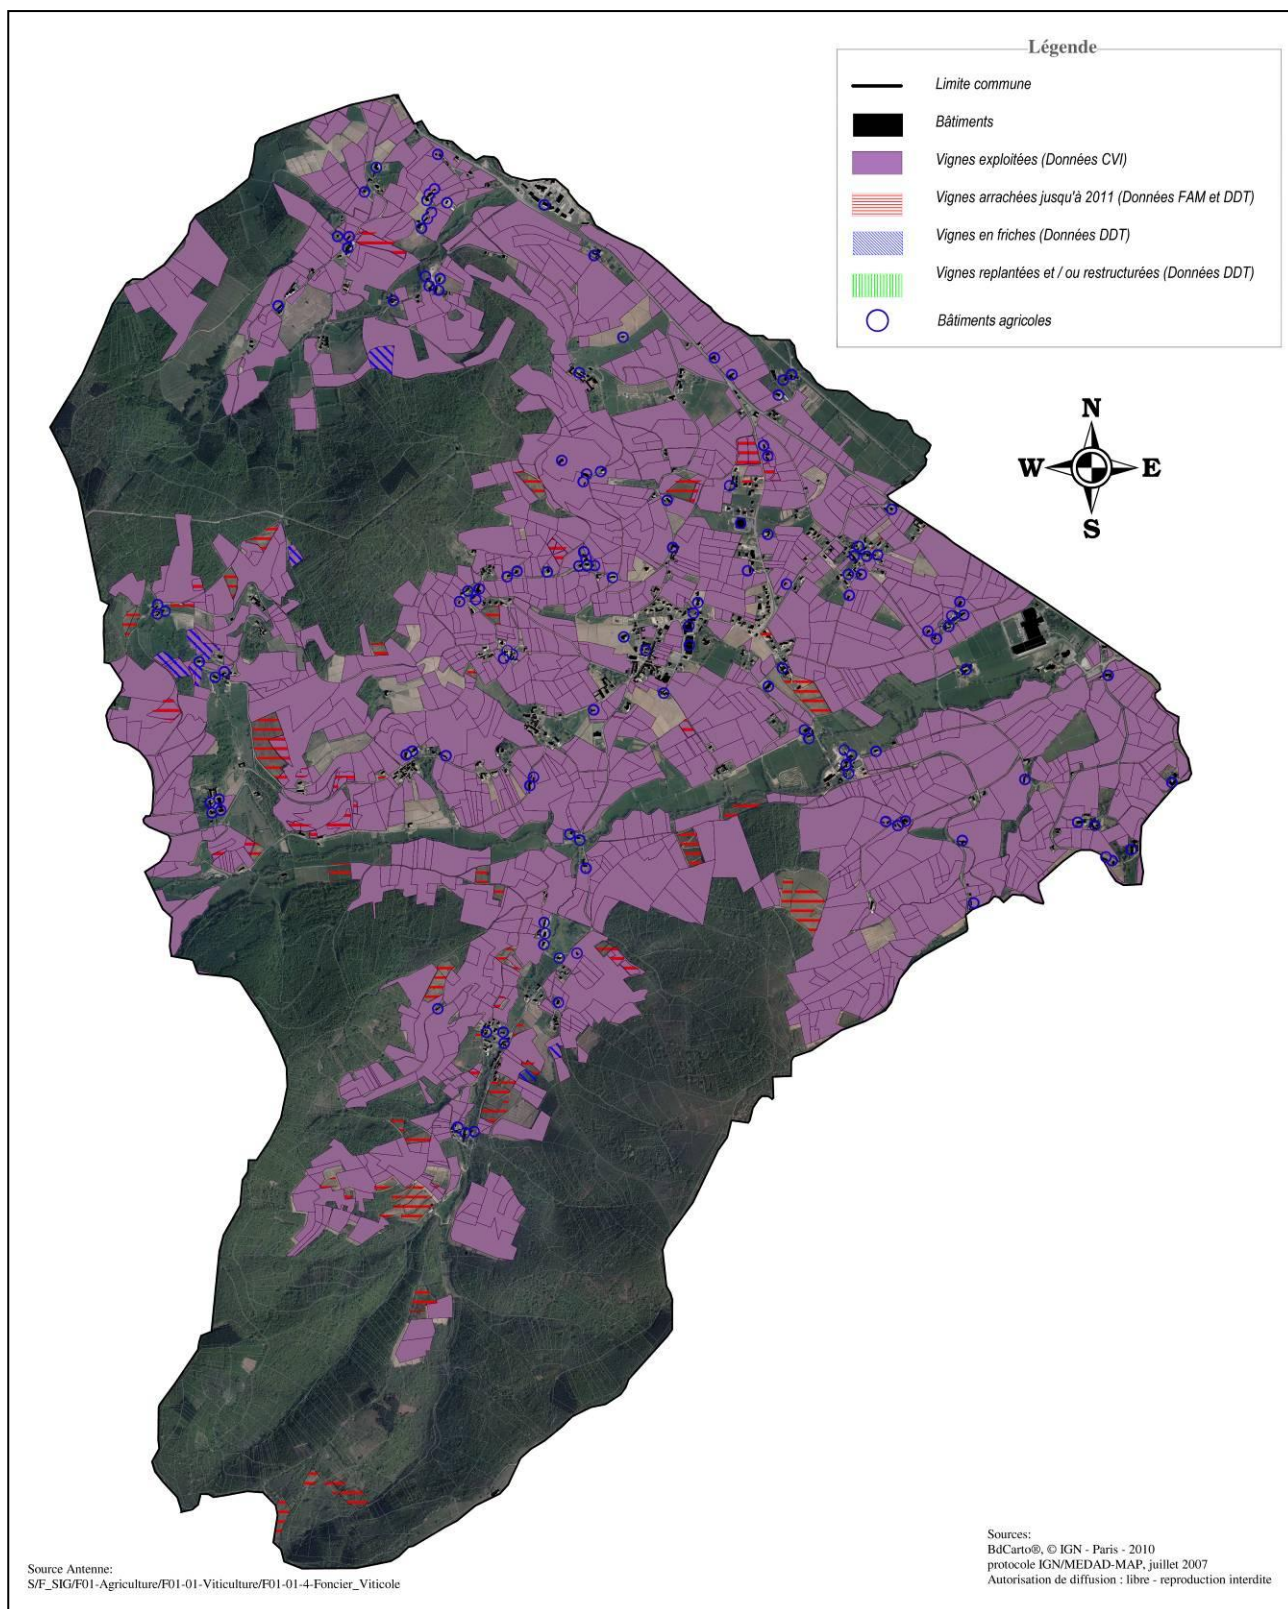 Légende
Limite commune
Bâtiments
Vignes exploitées (Données CVI)
Vignes arrachées jusqu'à 2011 (Données FAM et DDT)
Vignes en friches (Données DDT)
Vignes replantées et / ou restructurées (Données DDT)
Bâtiments agricoles
N
W E
S
Source Antenne:
S/F_SIG/F01-Agriculture/F01-01-Viticulture/F01-01-4-Foncier_Viticole
Sources:
BdCarto®, © IGN - Paris - 2010
protocole IGN/MEDAD-MAP, juillet 2007
Autorisation de diffusion : libre - reproduction interdite